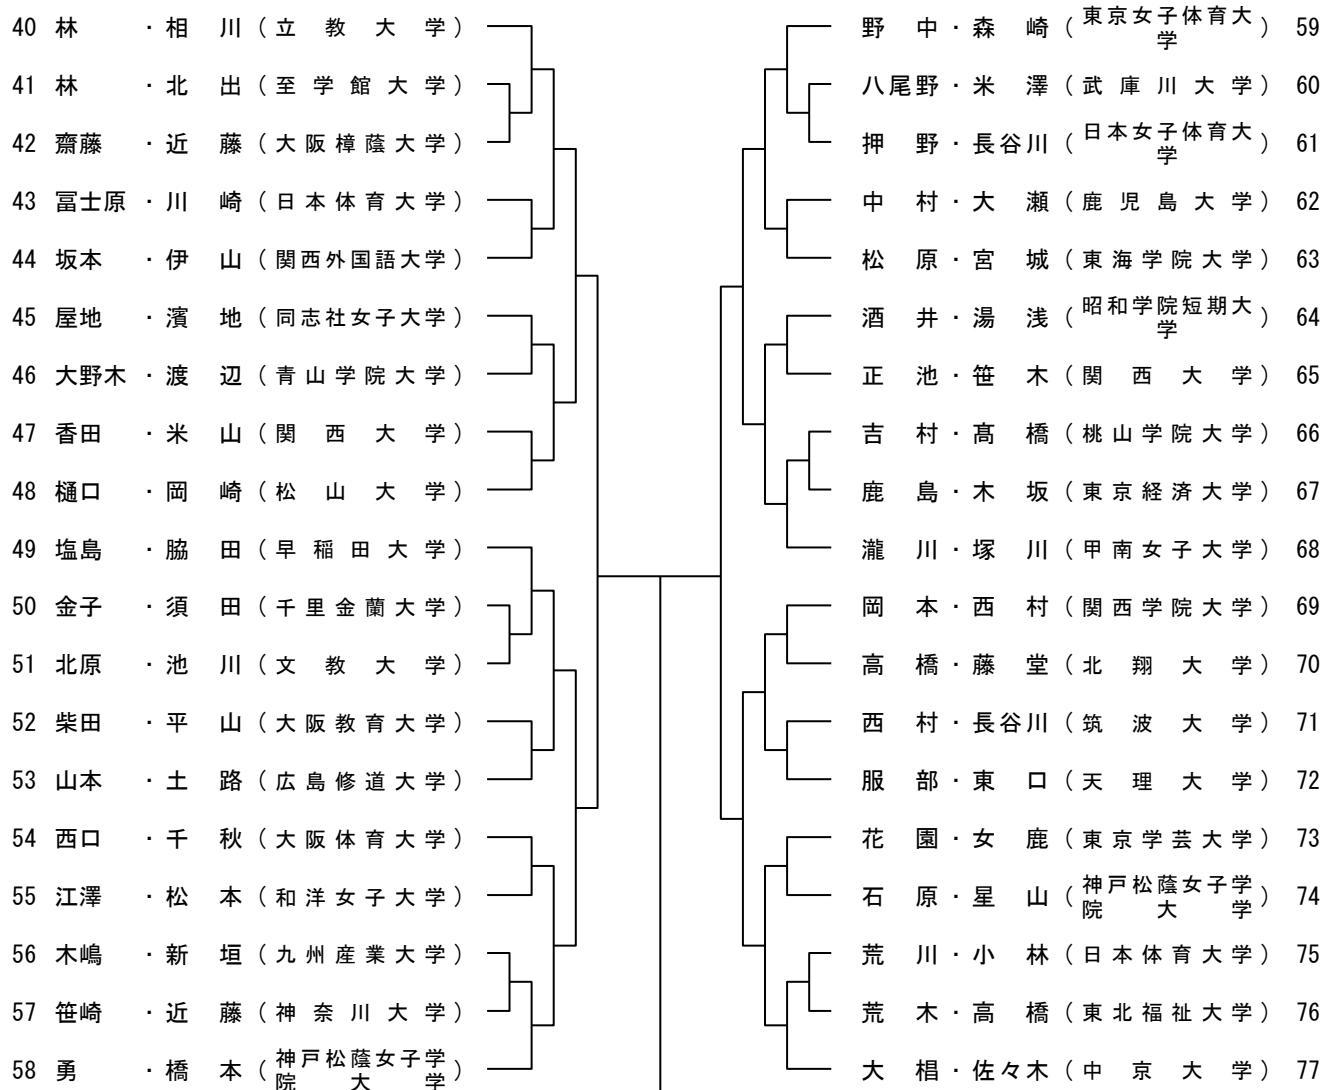 40 林・相川（立教大学）
41 林・北出（至学館大学）
42 齋藤・近藤（大阪樟蔭大学）
43 冨士原・川崎（日本体育大学）
44 坂本・伊山（関西外国語大学）
45 屋地・濱地（同志社女子大学）
46 大野木・渡辺（青山学院大学）
47 香田・米山（関西大学）
48 樋口・岡崎（松山大学）
49 塩島・脇田（早稲田大学）
50 金子・須田（千里金蘭大学）
51 北原・池川（文教大学）
52 柴田・平山（大阪教育大学）
53 山本・土路（広島修道大学）
54 西口・千秋（大阪体育大学）
55 江澤・松本（和洋女子大学）
56 木嶋・新垣（九州産業大学）
57 笹崎・近藤（神奈川大学）
58 勇・橋本（神戸松蔭女子学院大学）
野中・森崎（東京女子体育大学）59
八尾野・米澤（武庫川大学）60
押野・長谷川（日本女子体育大学）61
中村・大瀬（鹿児島大学）62
松原・宮城（東海学院大学）63
酒井・湯浅（昭和学院短期大学）64
正池・笹木（関西大学）65
吉村・髙橋（桃山学院大学）66
鹿島・木坂（東京経済大学）67
瀧川・塚川（甲南女子大学）68
岡本・西村（関西学院大学）69
高橋・藤堂（北翔大学）70
西村・長谷川（筑波大学）71
服部・東口（天理大学）72
花園・女鹿（東京学芸大学）73
石原・星山（神戸松蔭女子学院大学）74
荒川・小林（日本体育大学）75
荒木・高橋（東北福祉大学）76
大椙・佐々木（中京大学）77